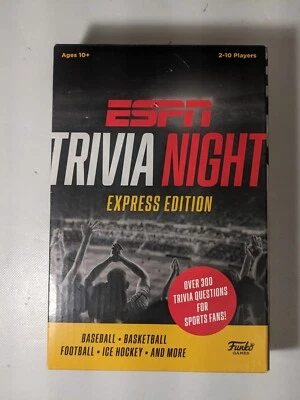 Ages 10+
2-10 Players
ESPN
TRIVIA NIGHT
EXPRESS EDITION
OVER 300
TRIVIA QUESTIONS
FOR
SPORTS FANS!
BASEBALL • BASKETBALL
FOOTBALL • ICE HOCKEY • AND MORE
Funko
GAMES